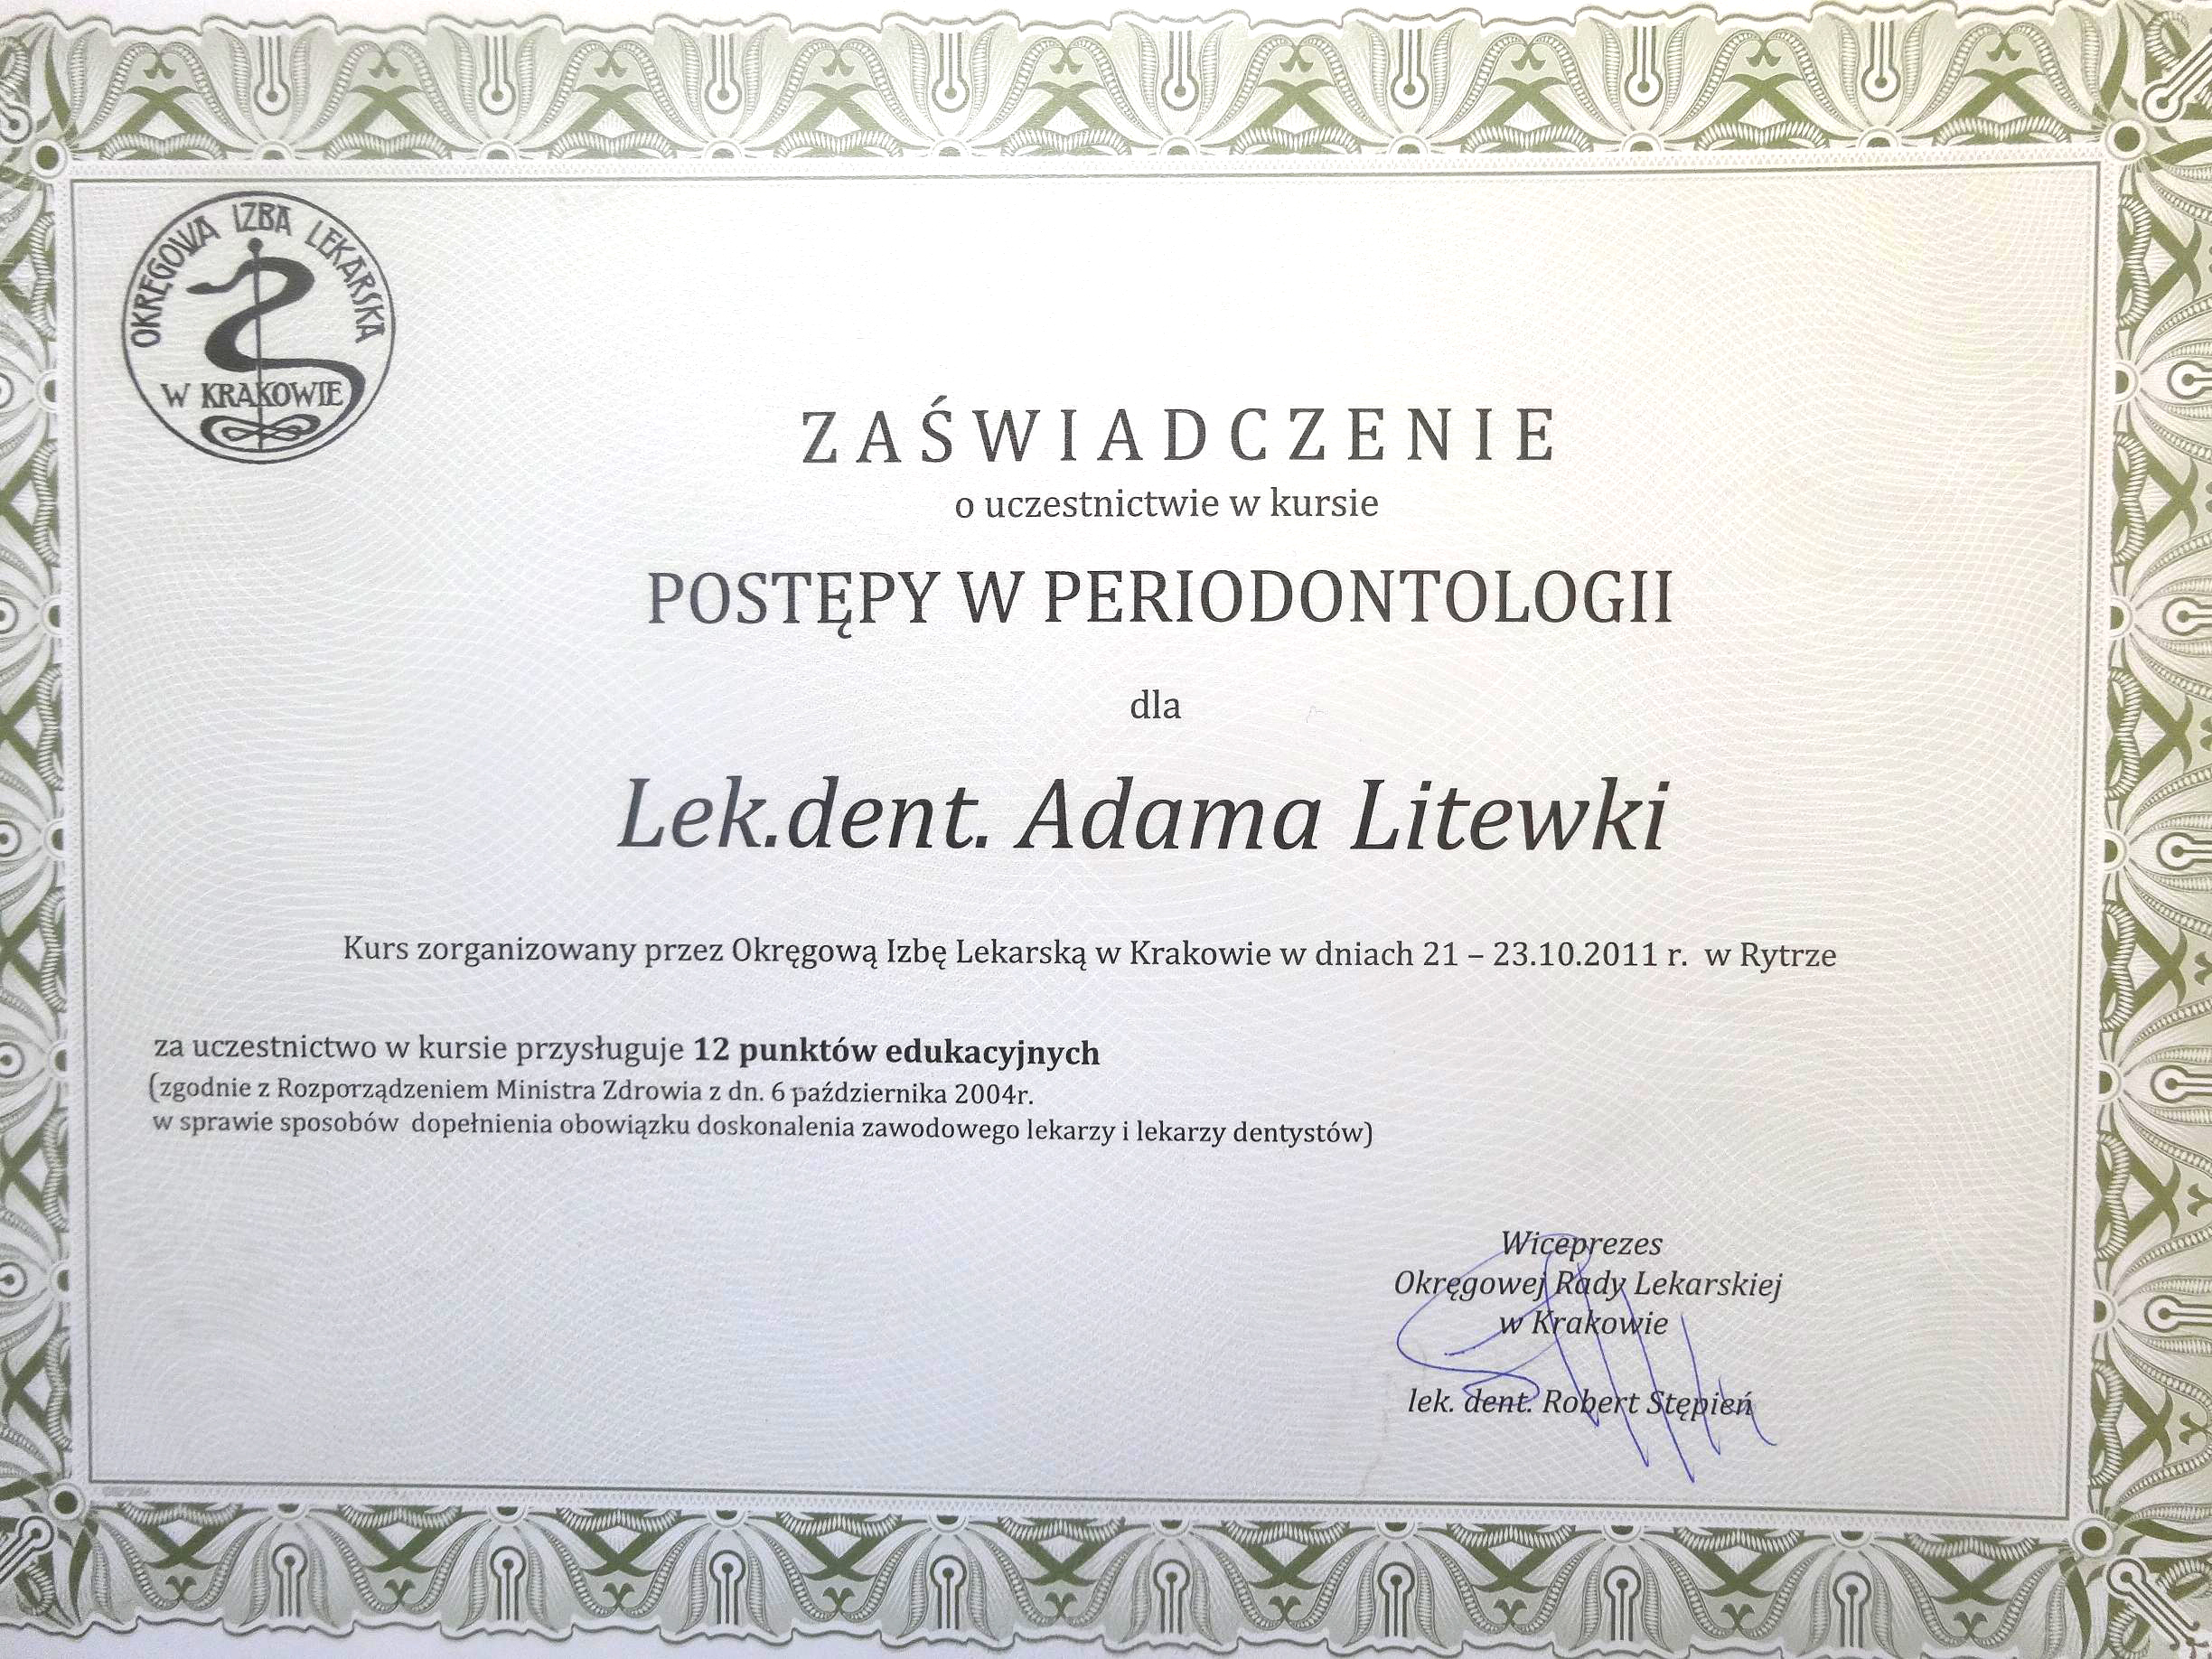 OKRĘGOWA IZBA LEKARSKA
W KRAKOWIE
ZAŚWIADCZENIE
o uczestnictwie w kursie
POSTĘPY W PERIODONTOLOGII
dla
Lek.dent. Adama Litewki
Kurs zorganizowany przez Okręgową Izbę Lekarską w Krakowie w dniach 21 – 23.10.2011 r. w Rytrze
za uczestnictwo w kursie przysługuje 12 punktów edukacyjnych
(zgodnie z Rozporządzeniem Ministra Zdrowia z dn. 6 października 2004r.
w sprawie sposobów dopełnienia obowiązku doskonalenia zawodowego lekarzy i lekarzy dentystów)
Wiceprezes
Okręgowej Rady Lekarskiej
w Krakowie
lek. dent. Robert Stępień